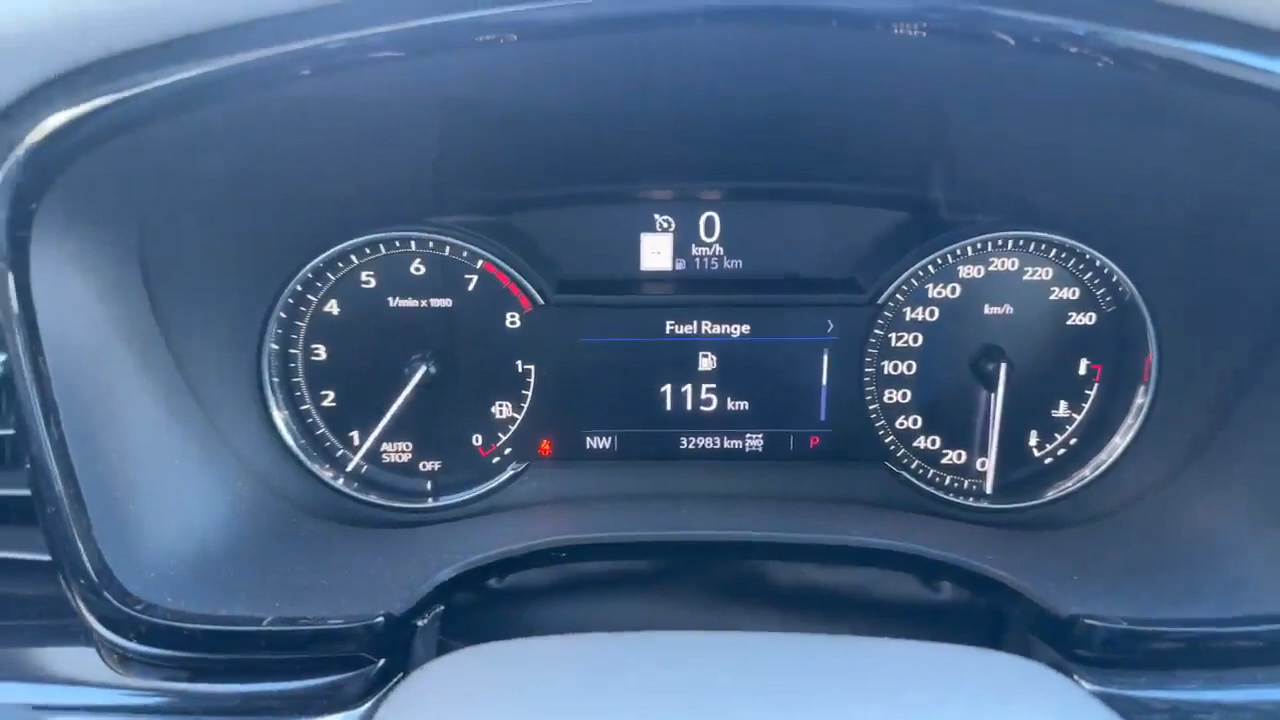 0
km/h
115 km
5
6
7
4
8
3
2
1
1/min x 1000
AUTO
STOP
OFF
1
0
Fuel Range
115 km
NW
32983 km
P
180
200
220
160
240
140
260
120
100
80
60
40
20
0
km/h